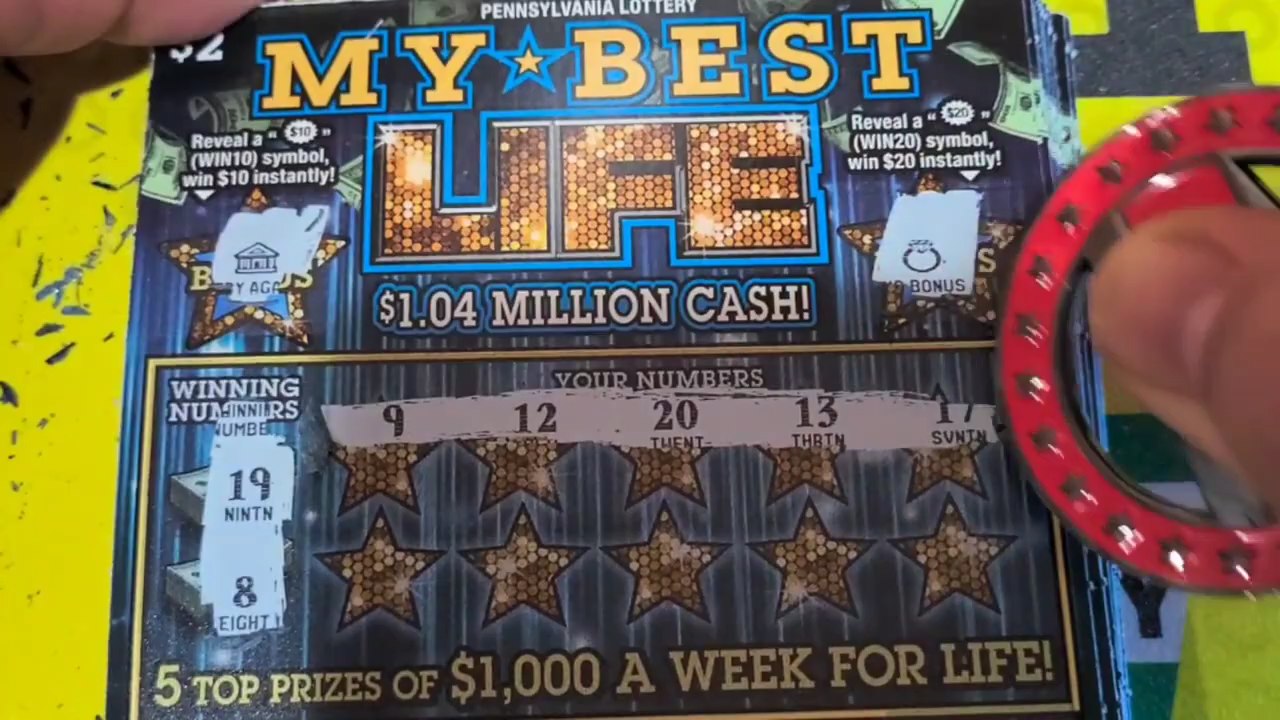 PENNSYLVANIA LOTTERY
$2
MY BEST
LIFE
Reveal a "$10"
(WIN10) symbol,
win $10 instantly!
Reveal a "$20"
(WIN20) symbol,
win $20 instantly!
BONUS
$1.04 MILLION CASH!
WINNING
NUMBERS
YOUR NUMBERS
9 12 20 13 17
TWENT THRTN SVNTN
19
NINTN
8
EIGHT
5 TOP PRIZES OF $1,000 A WEEK FOR LIFE!